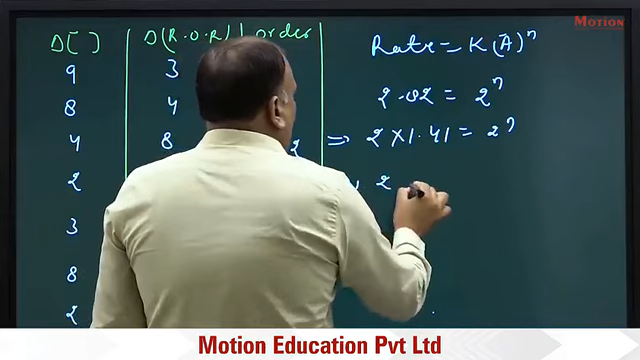 MOTION
D[ ] D(R.O.R) order Rate = K(A)ⁿ
9 3
8 4 2.82 = 2ⁿ
4 8 2 ⇒ 2 × 1.41 = 2ⁿ
2 2
3
8
2
Motion Education Pvt Ltd